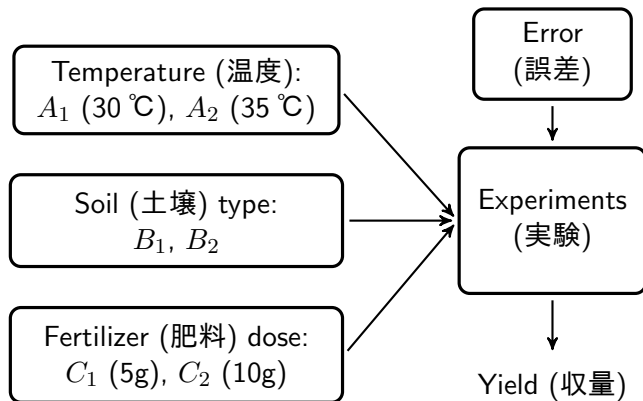 Temperature (温度):
A₁ (30 ℃), A₂ (35 ℃)
Soil (土壌) type:
B₁, B₂
Fertilizer (肥料) dose:
C₁ (5g), C₂ (10g)
Error
(誤差)
Experiments
(実験)
Yield (収量)